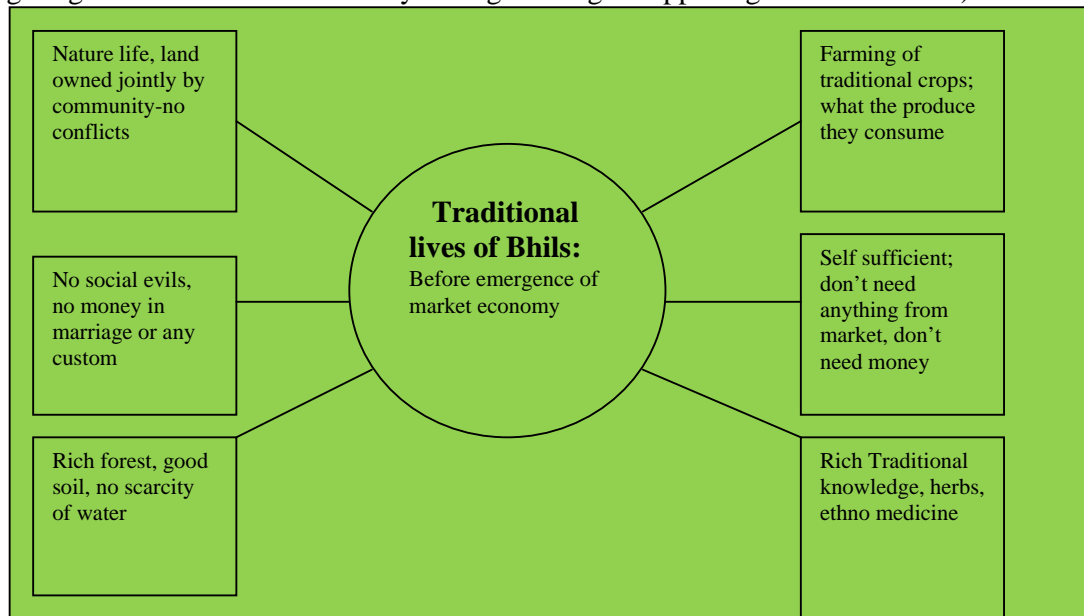 Nature life, land
owned jointly by
community-no
conflicts
No social evils,
no money in
marriage or any
custom
Rich forest, good
soil, no scarcity
of water
Traditional
lives of Bhils:
Before emergence of
market economy
Farming of
traditional crops;
what the produce
they consume
Self sufficient;
don’t need
anything from
market, don’t
need money
Rich Traditional
knowledge, herbs,
ethno medicine